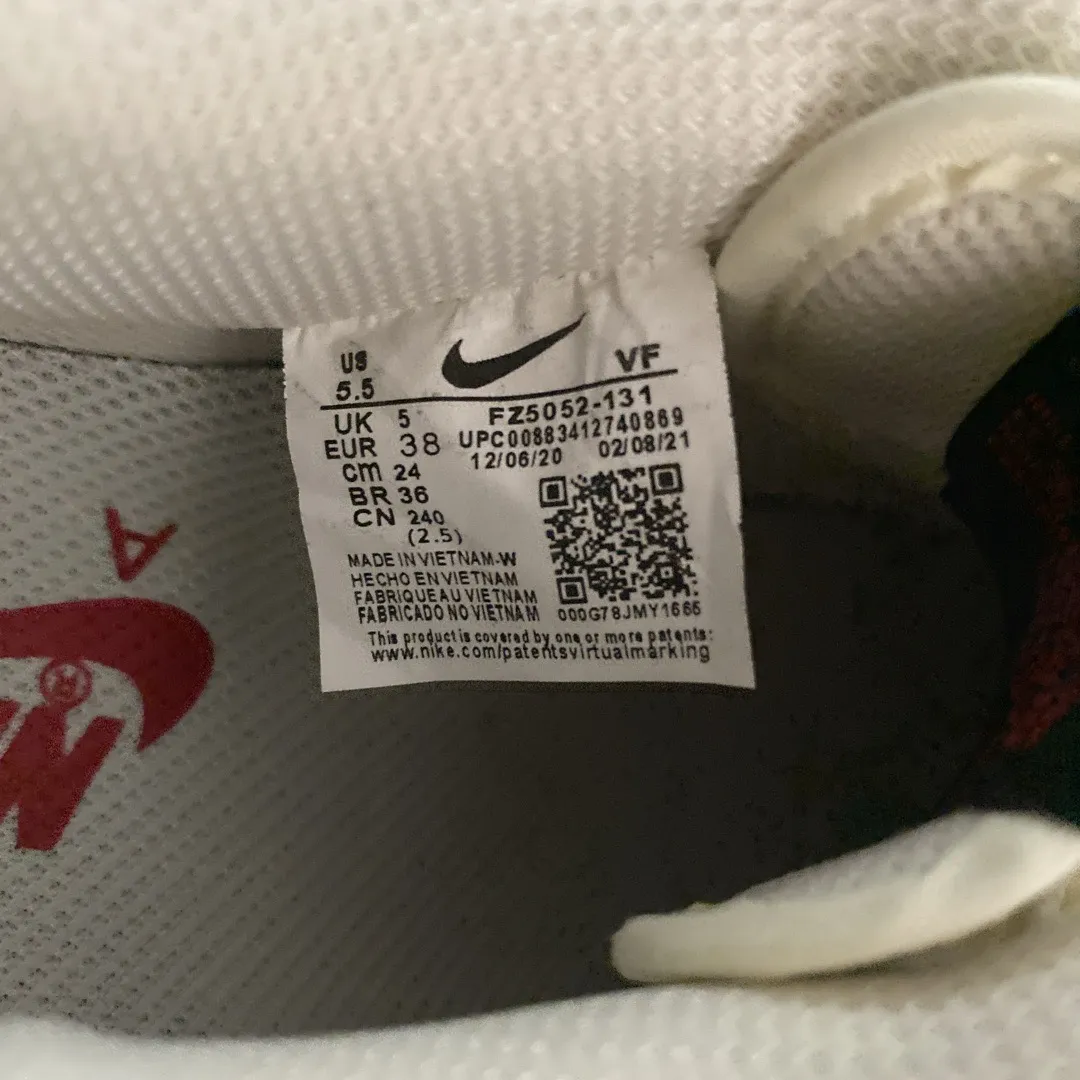 US
5.5
VF
UK 5
EUR 38
cm 24
BR 36
CN 240
(2.5)
FZ5052-131
UPC00883412740869
12/06/20 02/08/21
MADE IN VIETNAM-W
HECHO EN VIETNAM
FABRIQUE AU VIETNAM
FABRICADO NO VIETNAM
000G78JMY1666
This product is covered by one or more patents:
www.nike.com/patentsvirtualmarking
A
®